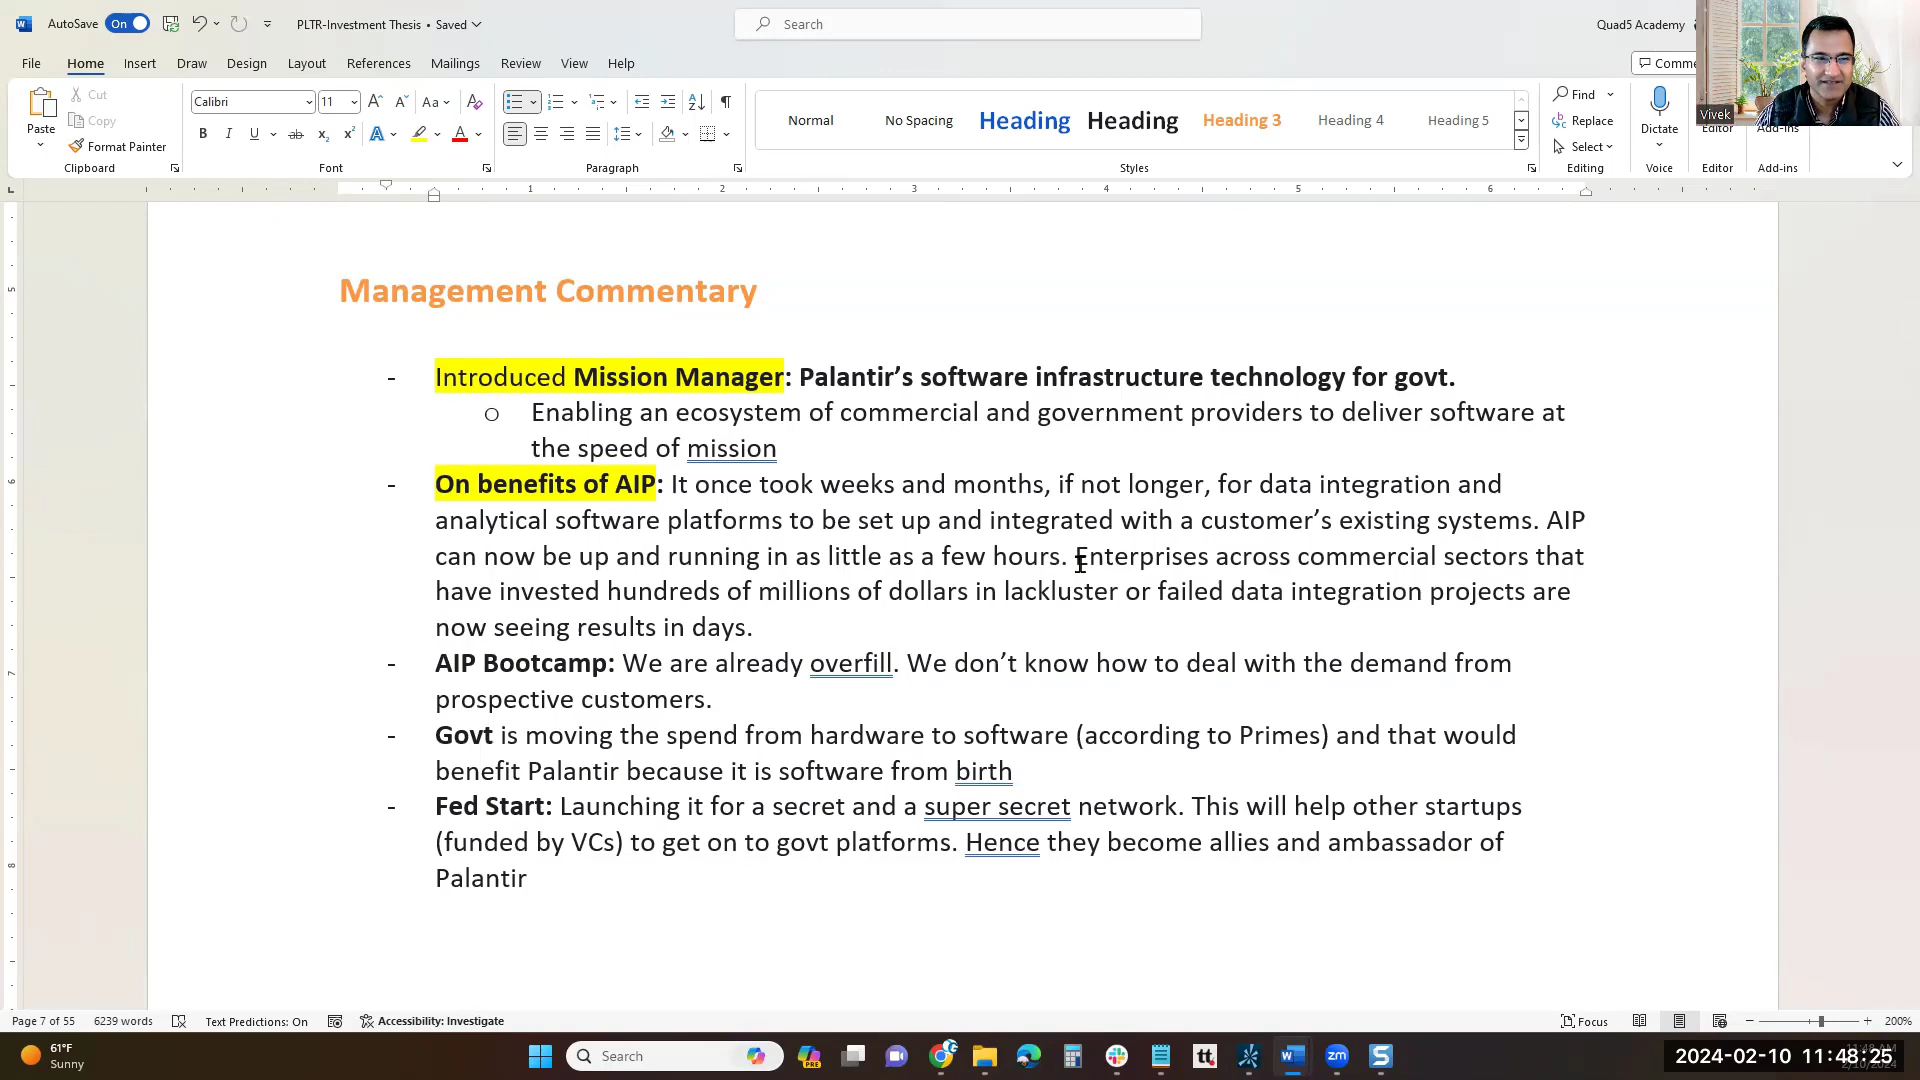 AutoSave On PLTR-Investment Thesis • Saved Search Quad5 Academy
File Home Insert Draw Design Layout References Mailings Review View Help
Vivek
Paste Cut Copy Format Painter
Calibri 11
Normal No Spacing Heading Heading Heading 3 Heading 4 Heading 5
Find Replace Select Dictate Editor Add-ins
Clipboard Font Paragraph Styles Editing Voice Editor Add-ins
1 2 3 4 5 6
Management Commentary
- Introduced Mission Manager: Palantir’s software infrastructure technology for govt.
o Enabling an ecosystem of commercial and government providers to deliver software at
the speed of mission
- On benefits of AIP: It once took weeks and months, if not longer, for data integration and
analytical software platforms to be set up and integrated with a customer’s existing systems. AIP
can now be up and running in as little as a few hours. Enterprises across commercial sectors that
have invested hundreds of millions of dollars in lackluster or failed data integration projects are
now seeing results in days.
- AIP Bootcamp: We are already overfill. We don’t know how to deal with the demand from
prospective customers.
- Govt is moving the spend from hardware to software (according to Primes) and that would
benefit Palantir because it is software from birth
- Fed Start: Launching it for a secret and a super secret network. This will help other startups
(funded by VCs) to get on to govt platforms. Hence they become allies and ambassador of
Palantir
Page 7 of 55 6239 words Text Predictions: On Accessibility: Investigate Focus 200%
61°F
Sunny
Search
2024-02-10 11:48:25